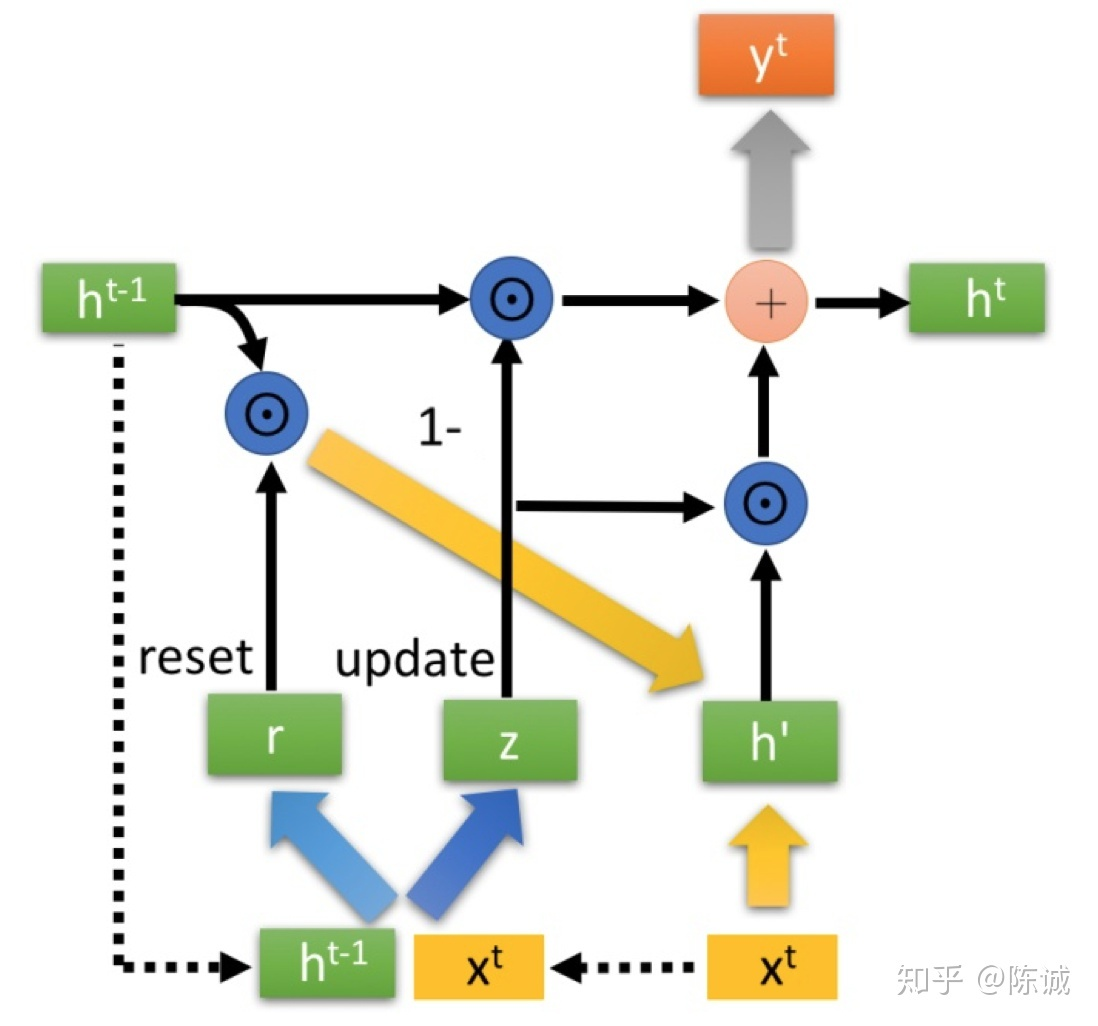 yᵗ
hᵗ⁻¹
+
hᵗ
1-
reset
update
r
z
h'
hᵗ⁻¹
xᵗ
xᵗ
知乎 @陈诚